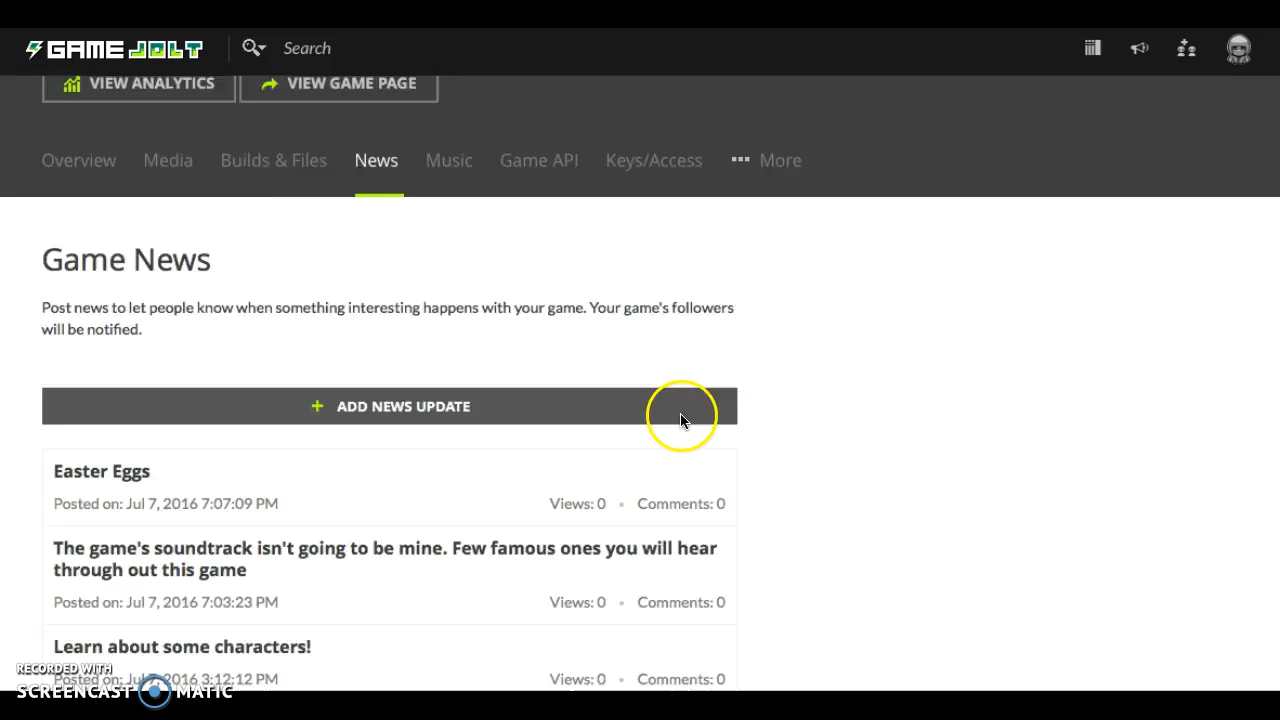 GAME JOLT Search
VIEW ANALYTICS VIEW GAME PAGE
Overview Media Builds & Files News Music Game API Keys/Access More
Game News
Post news to let people know when something interesting happens with your game. Your game's followers
will be notified.
+ ADD NEWS UPDATE
Easter Eggs
Posted on: Jul 7, 2016 7:07:09 PM Views: 0 • Comments: 0
The game's soundtrack isn't going to be mine. Few famous ones you will hear
through out this game
Posted on: Jul 7, 2016 7:03:23 PM Views: 0 • Comments: 0
Learn about some characters!
Posted on: Jul 7, 2016 3:12:12 PM Views: 0 • Comments: 0
RECORDED WITH
SCREENCAST MATIC